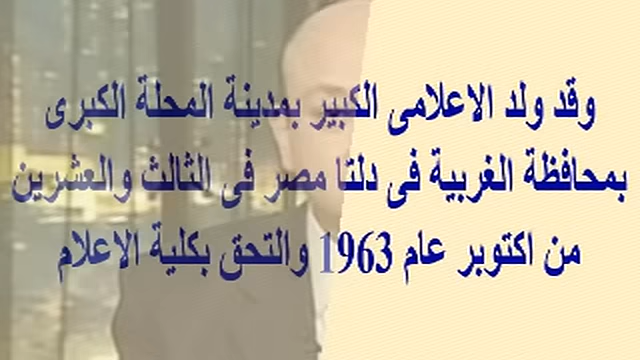 وقد ولد الاعلامى الكبير بمدينة المحلة الكبرى
بمحافظة الغربية فى دلتا مصر فى الثالث والعشرين
من اكتوبر عام 1963 والتحق بكلية الاعلام